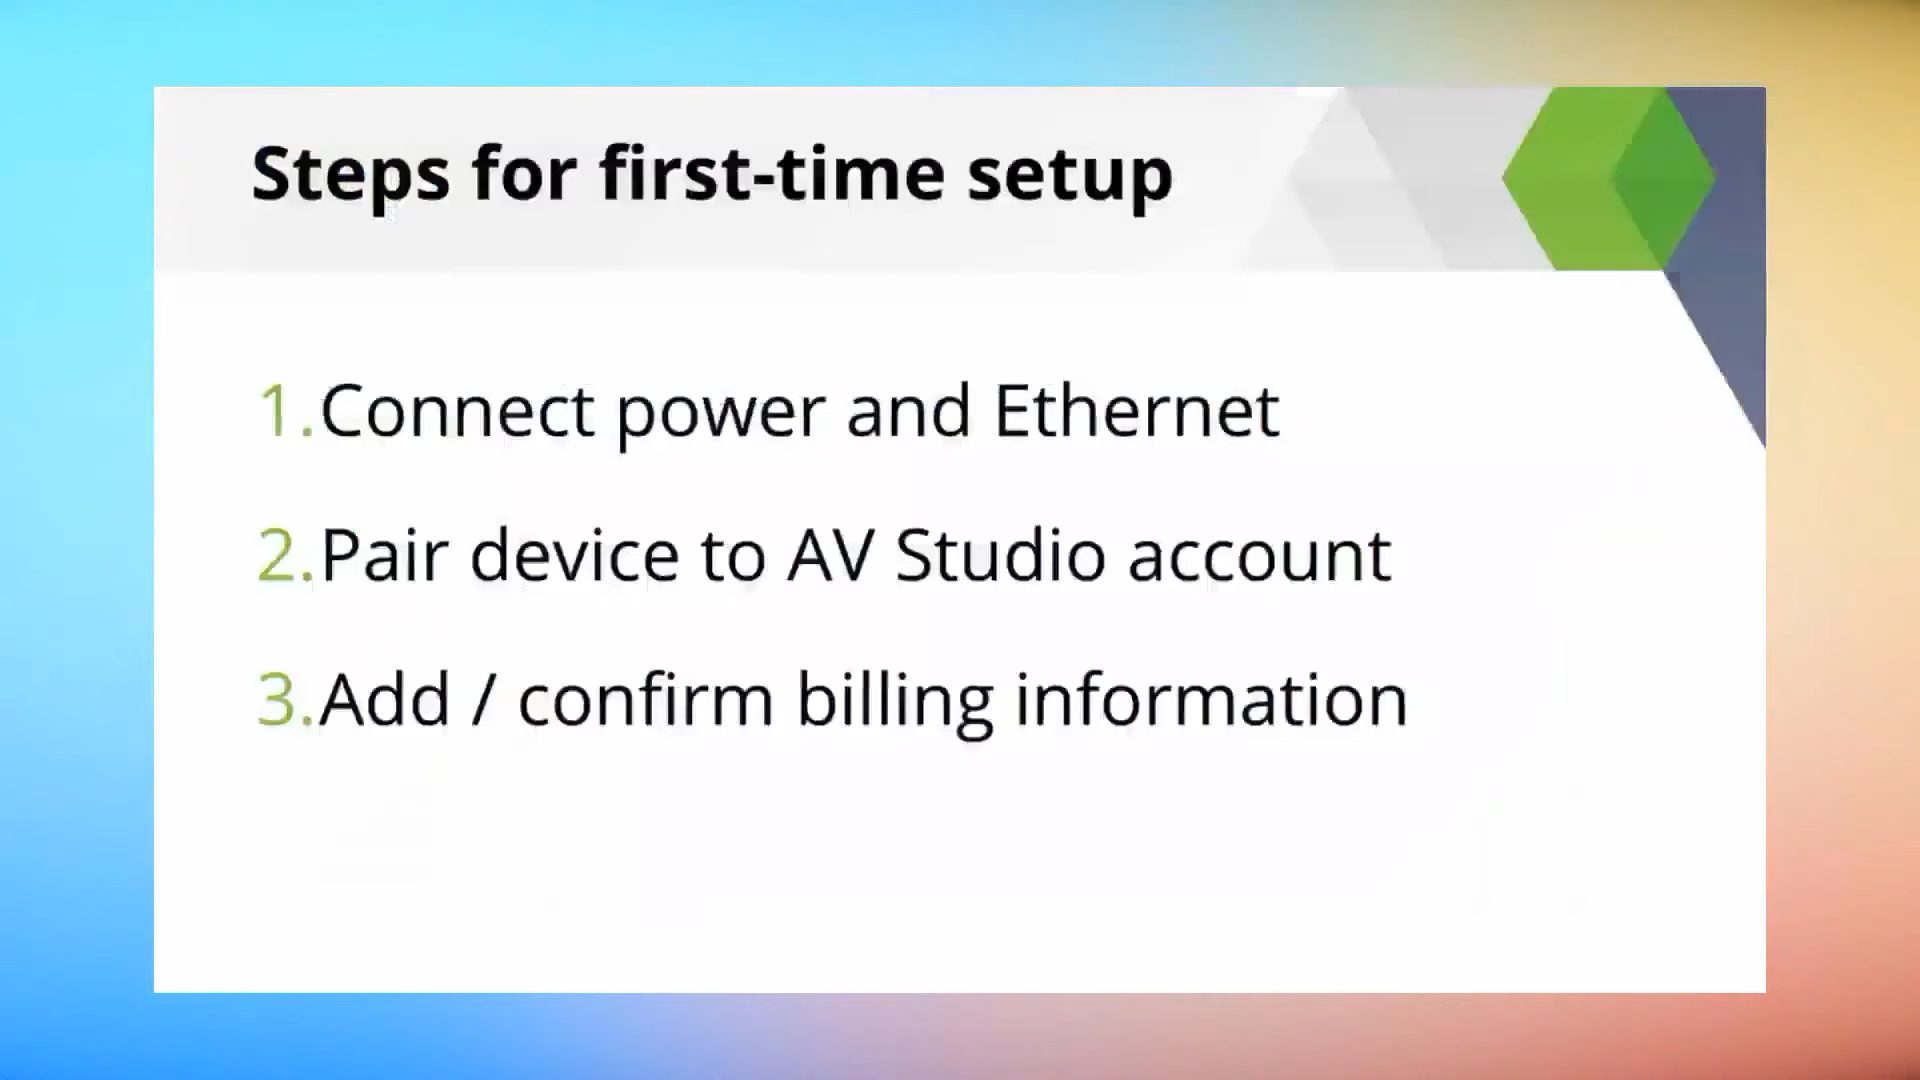 Steps for first-time setup
1.Connect power and Ethernet
2.Pair device to AV Studio account
3.Add / confirm billing information